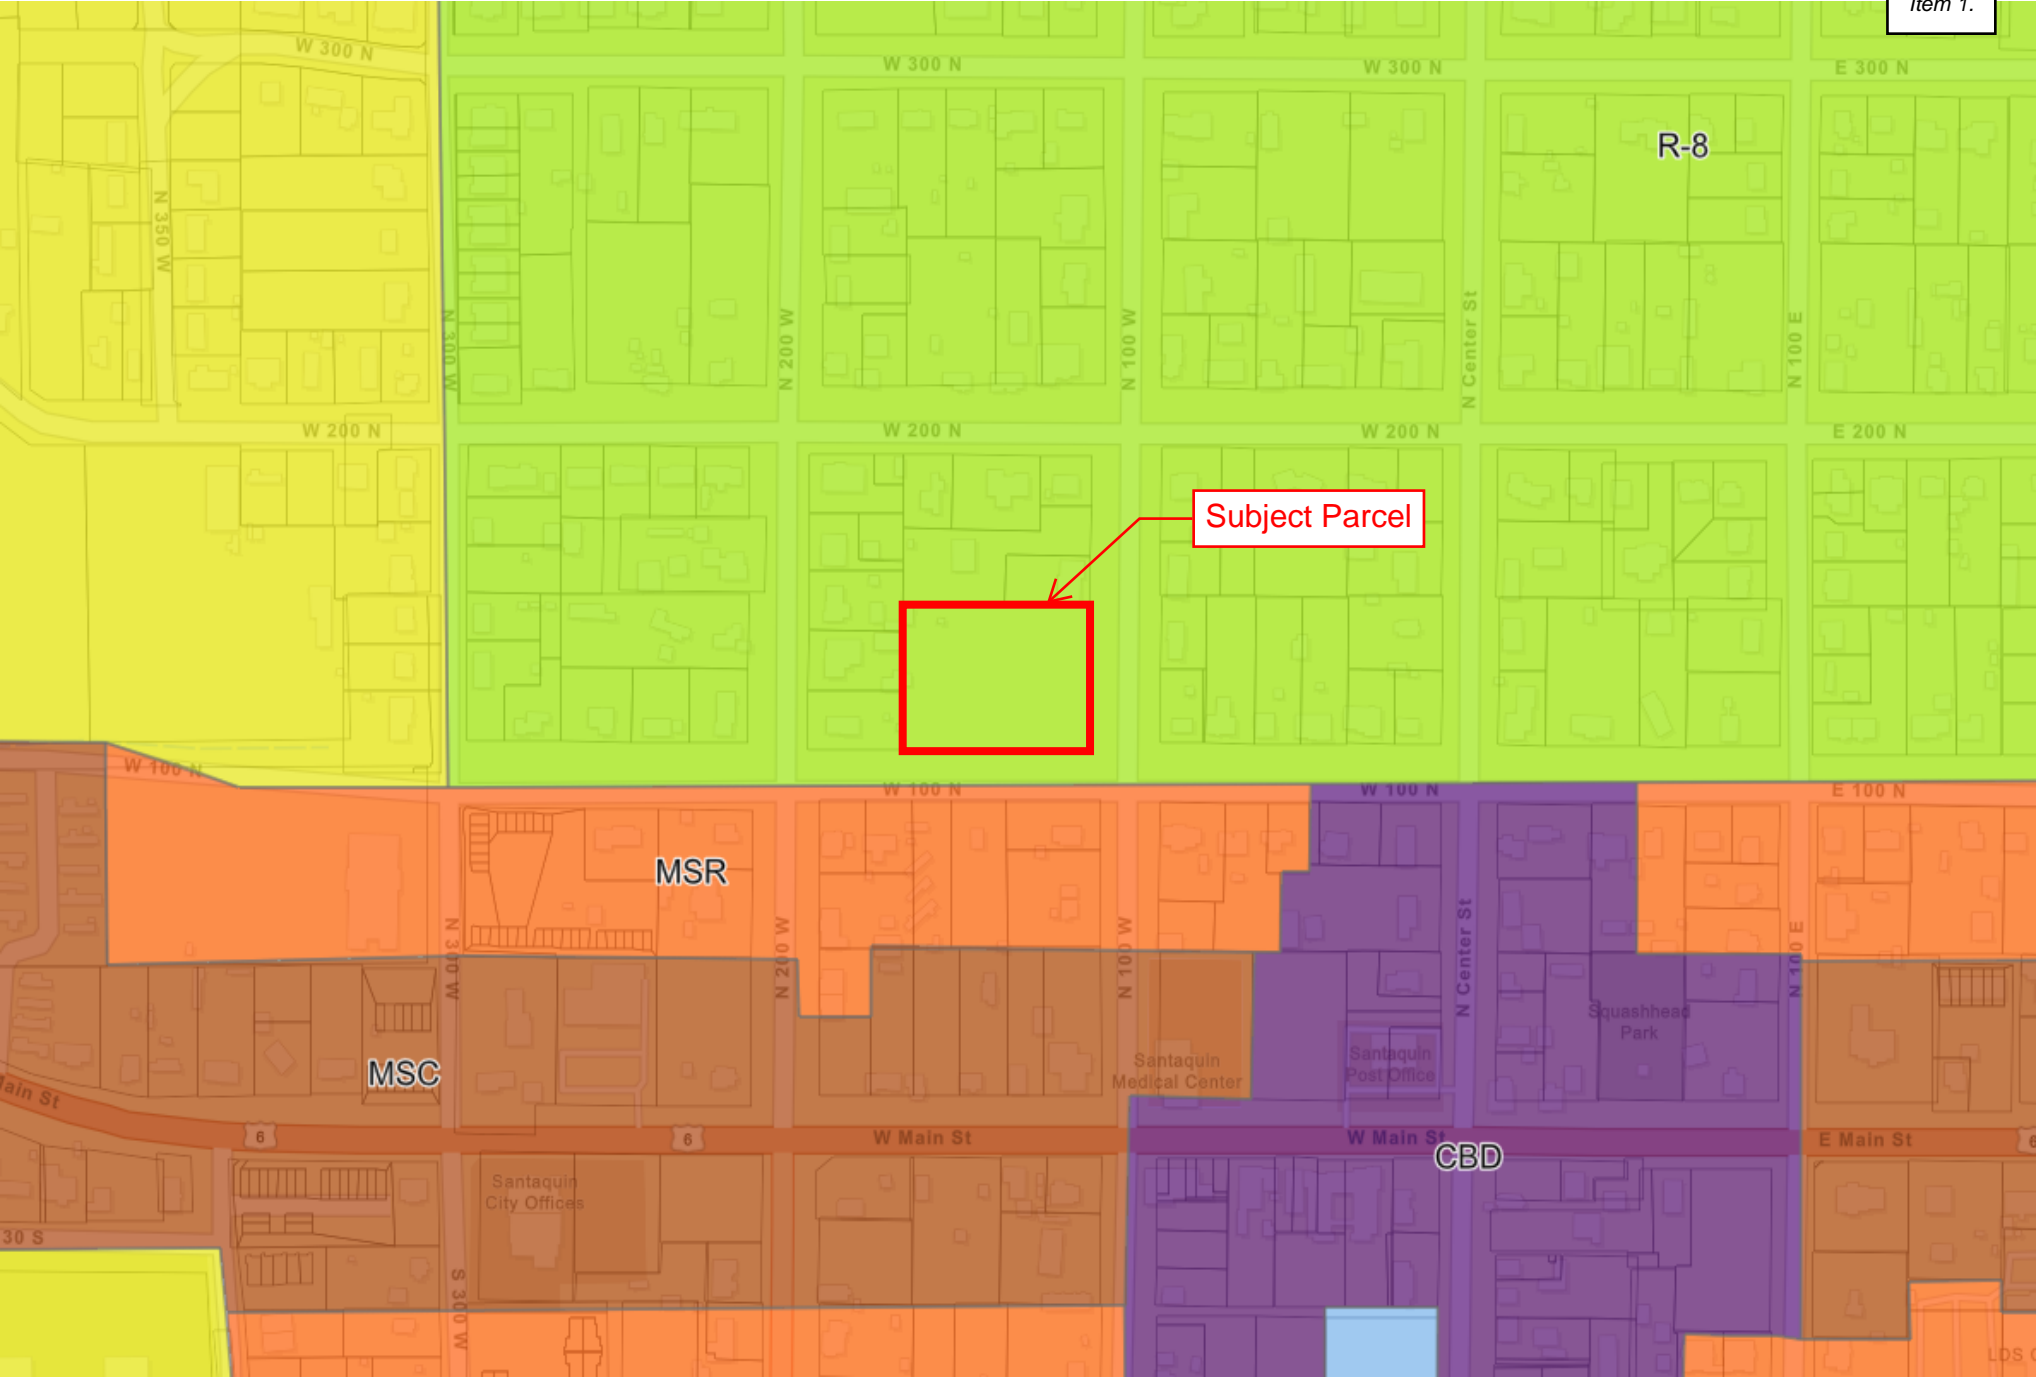 Item 1.
W 300 N
W 300 N
W 300 N
E 300 N
R-8
N 350 W
N 300 W
N 200 W
N 100 W
N Center St
N 100 E
W 200 N
W 200 N
W 200 N
E 200 N
Subject Parcel
W 100 N
W 100 N
W 100 N
E 100 N
MSR
N 300 W
N 200 W
N 100 W
N Center St
N 100 E
Squashhead
Park
Santaquin
Medical Center
Santaquin
Post Office
MSC
Main St
6
6
W Main St
W Main St
E Main St
6
CBD
Santaquin
City Offices
30 S
S 300 W
LDS